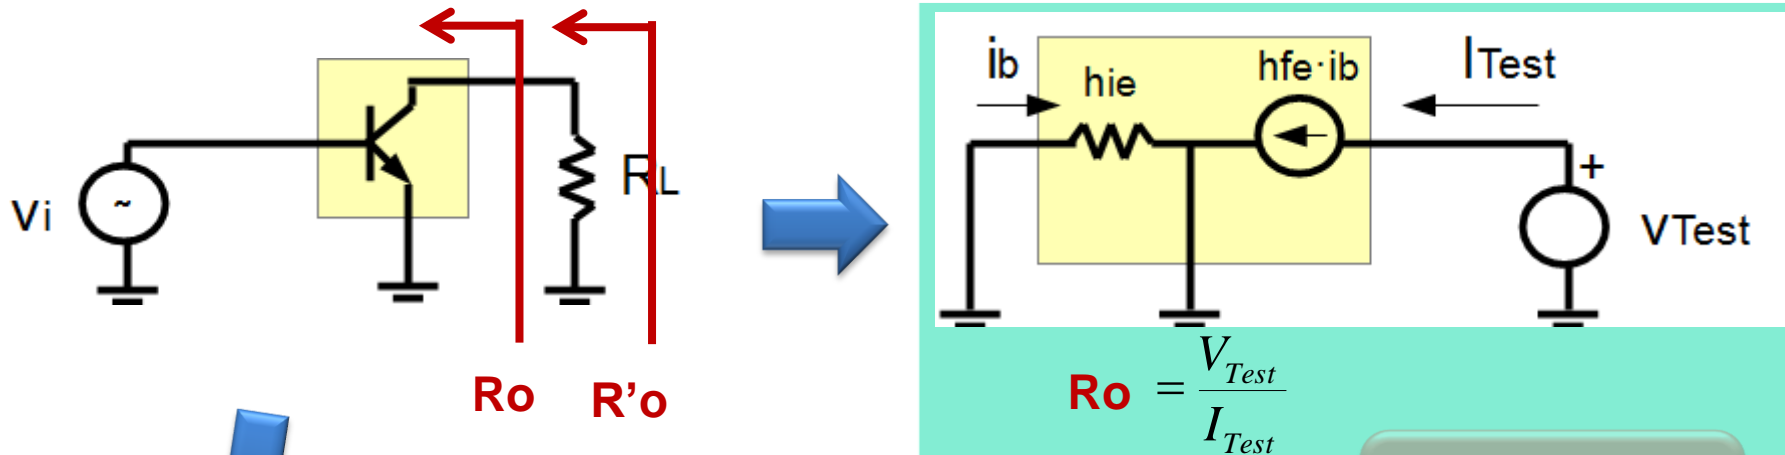 Vi
~
RL
Ro
R’o
ib
hie
hfe·ib
ITest
+
VTest
Ro = VTest
ITest